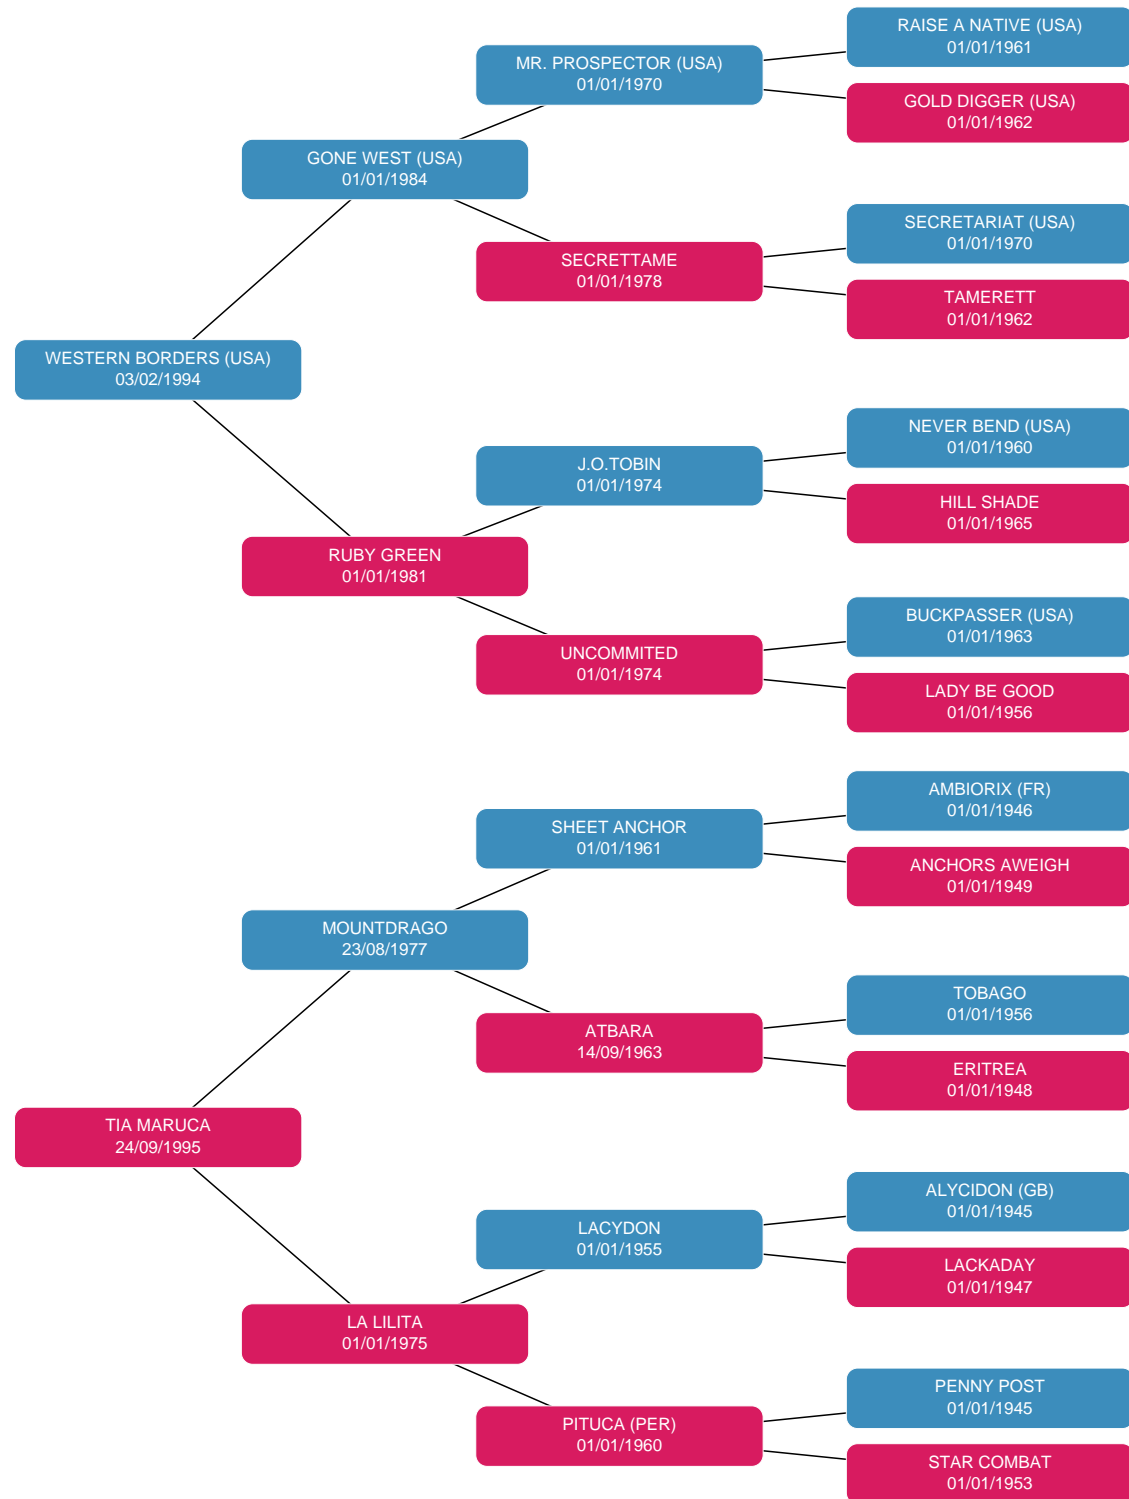 RAISE A NATIVE (USA)
01/01/1961
MR. PROSPECTOR (USA)
01/01/1970
GOLD DIGGER (USA)
01/01/1962
GONE WEST (USA)
01/01/1984
SECRETARIAT (USA)
01/01/1970
SECRETTAME
01/01/1978
TAMERETT
01/01/1962
WESTERN BORDERS (USA)
03/02/1994
NEVER BEND (USA)
01/01/1960
J.O.TOBIN
01/01/1974
HILL SHADE
01/01/1965
RUBY GREEN
01/01/1981
BUCKPASSER (USA)
01/01/1963
UNCOMMITED
01/01/1974
LADY BE GOOD
01/01/1956
AMBIORIX (FR)
01/01/1946
SHEET ANCHOR
01/01/1961
ANCHORS AWEIGH
01/01/1949
MOUNTDRAGO
23/08/1977
TOBAGO
01/01/1956
ATBARA
14/09/1963
ERITREA
01/01/1948
TIA MARUCA
24/09/1995
ALYCIDON (GB)
01/01/1945
LACYDON
01/01/1955
LACKADAY
01/01/1947
LA LILITA
01/01/1975
PENNY POST
01/01/1945
PITUCA (PER)
01/01/1960
STAR COMBAT
01/01/1953